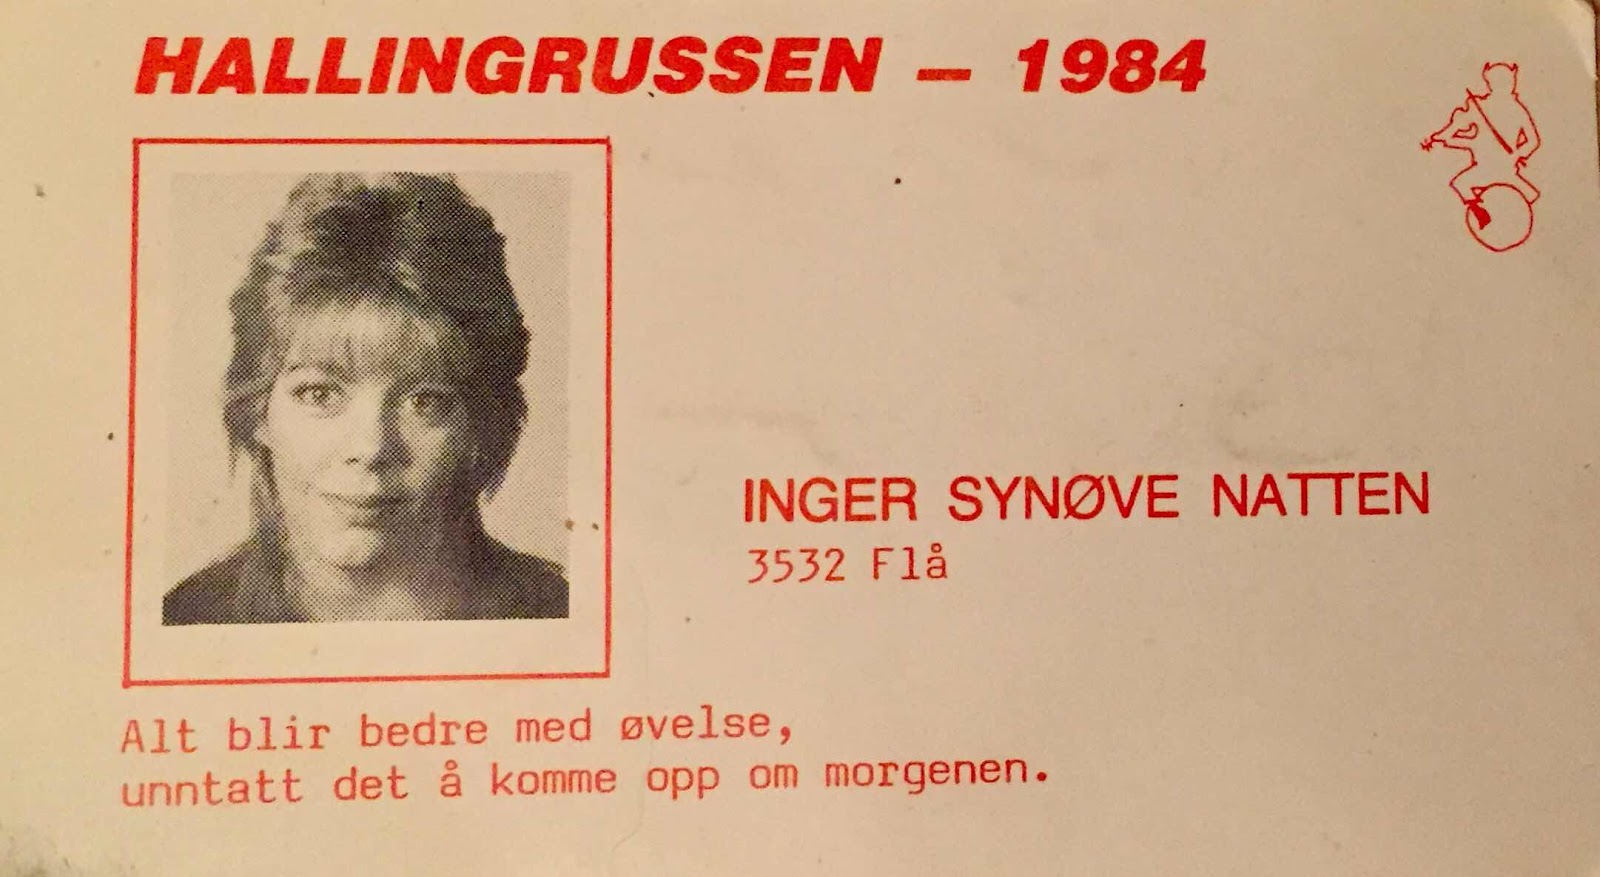 HALLINGRUSSEN – 1984
INGER SYNØVE NATTEN
3532 Flå
Alt blir bedre med øvelse,
unntatt det å komme opp om morgenen.